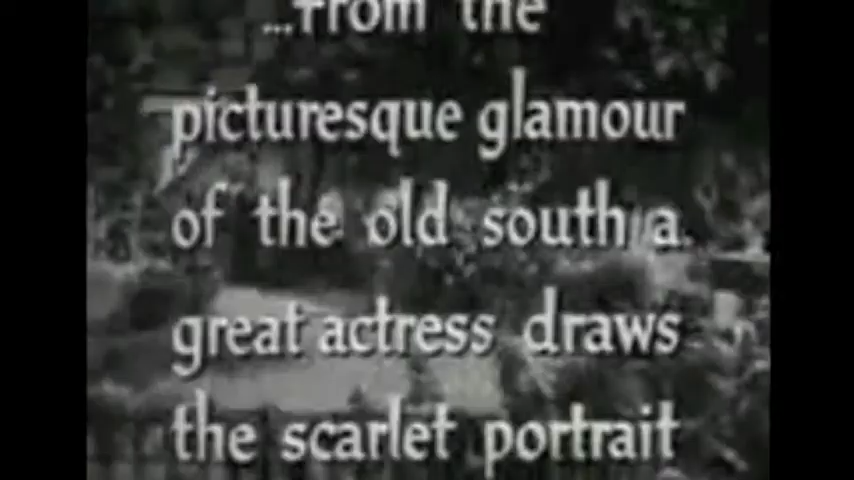 ...from the
picturesque glamour
of the old south a
great actress draws
the scarlet portrait